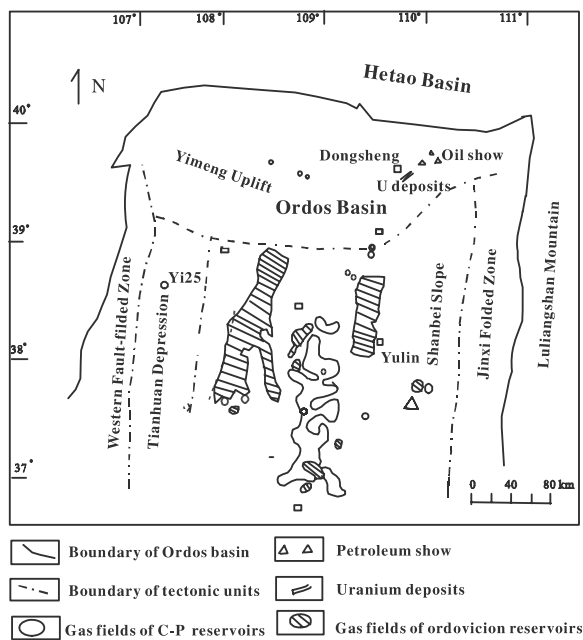 107° 108° 109° 110° 111°
Hetao Basin
N
40°
Dongsheng
Oil show
Yimeng Uplift
U deposits
Ordos Basin
39°
Yi25
Western Fault-filded Zone
Tianhuan Depression
Shanbei Slope
Jinxi Folded Zone
Luliangshan Mountain
38°
Yulin
37°
0 40 80 km
Boundary of Ordos basin
Petroleum show
Boundary of tectonic units
Uranium deposits
Gas fields of C-P reservoirs
Gas fields of ordovicion reservoirs